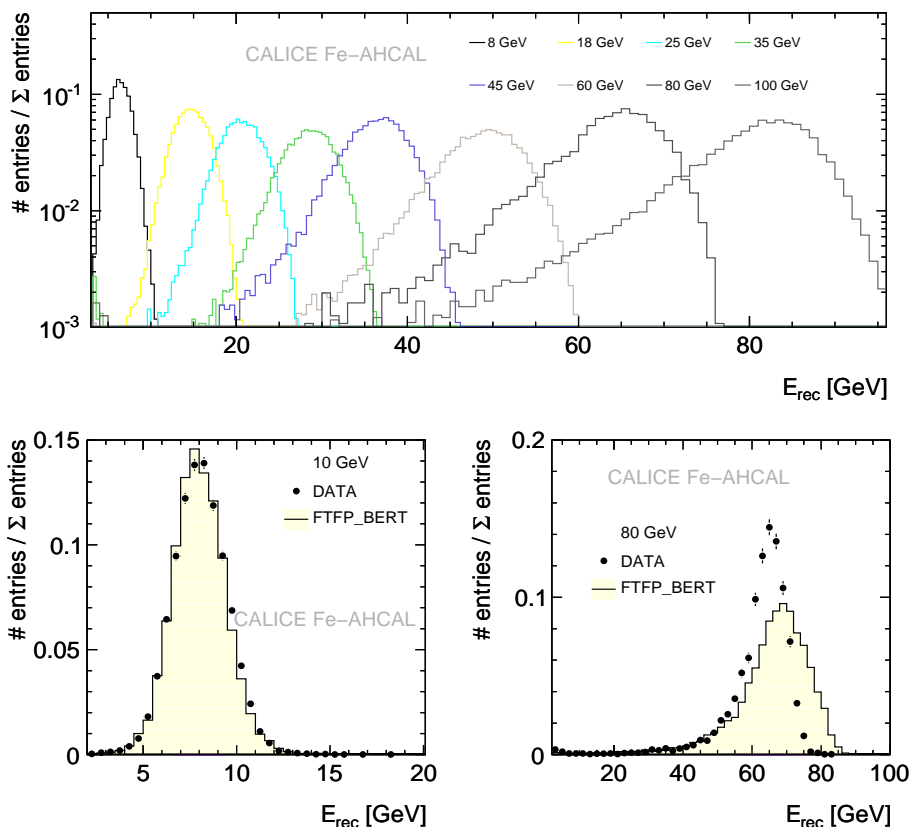 # entries / Σ entries
CALICE Fe−AHCAL
8 GeV 18 GeV 25 GeV 35 GeV
45 GeV 60 GeV 80 GeV 100 GeV
10⁻¹
10⁻²
10⁻³
20 40 60 80
E_rec [GeV]
# entries / Σ entries
0.15
0.1
0.05
0
10 GeV
DATA
FTFP_BERT
CALICE Fe−AHCAL
5 10 15 20
E_rec [GeV]
# entries / Σ entries
0.2
0.1
0
CALICE Fe−AHCAL
80 GeV
DATA
FTFP_BERT
20 40 60 80 100
E_rec [GeV]